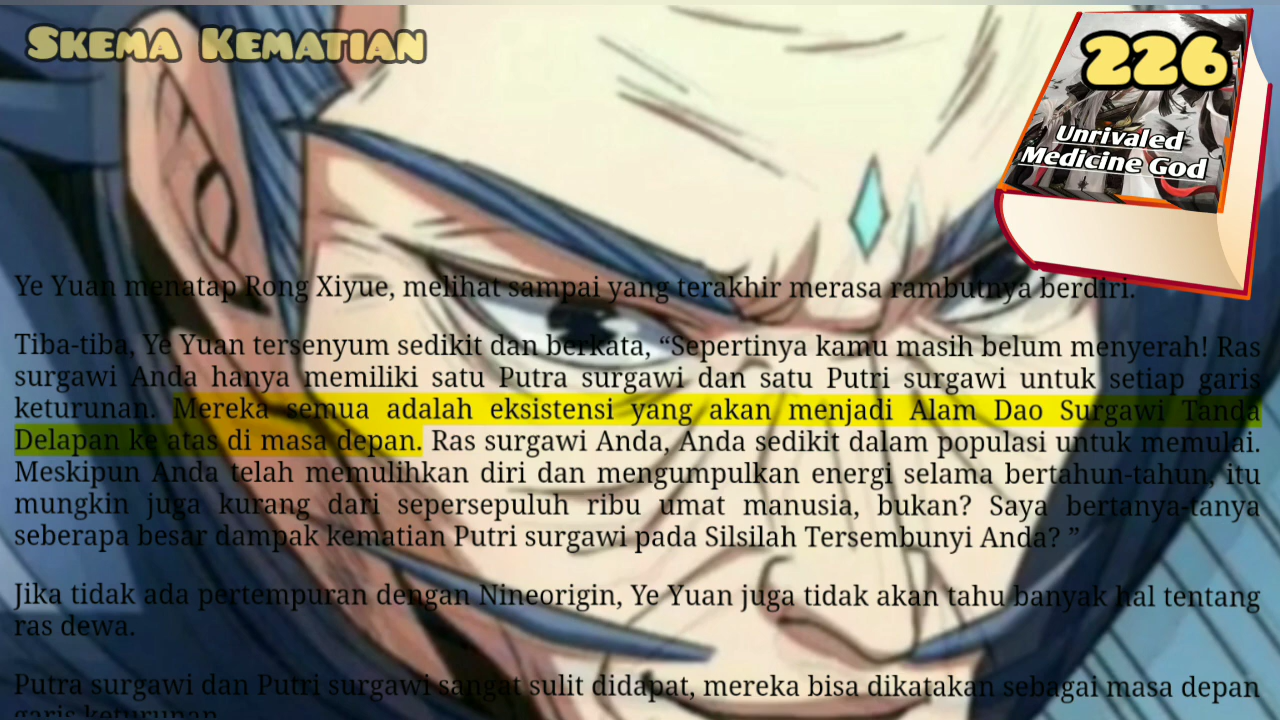 Skema Kematian
226
Unrivaled
Medicine God
Ye Yuan menatap Rong Xiyue, melihat sampai yang terakhir merasa rambutnya berdiri.
Tiba-tiba, Ye Yuan tersenyum sedikit dan berkata, “Sepertinya kamu masih belum menyerah! Ras
surgawi Anda hanya memiliki satu Putra surgawi dan satu Putri surgawi untuk setiap garis
keturunan. Mereka semua adalah eksistensi yang akan menjadi Alam Dao Surgawi Tanda
Delapan ke atas di masa depan. Ras surgawi Anda, Anda sedikit dalam populasi untuk memulai.
Meskipun Anda telah memulihkan diri dan mengumpulkan energi selama bertahun-tahun, itu
mungkin juga kurang dari sepersepuluh ribu umat manusia, bukan? Saya bertanya-tanya
seberapa besar dampak kematian Putri surgawi pada Silsilah Tersembunyi Anda? ”
Jika tidak ada pertempuran dengan Nineorigin, Ye Yuan juga tidak akan tahu banyak hal tentang
ras dewa.
Putra surgawi dan Putri surgawi sangat sulit didapat, mereka bisa dikatakan sebagai masa depan
garis keturunan.